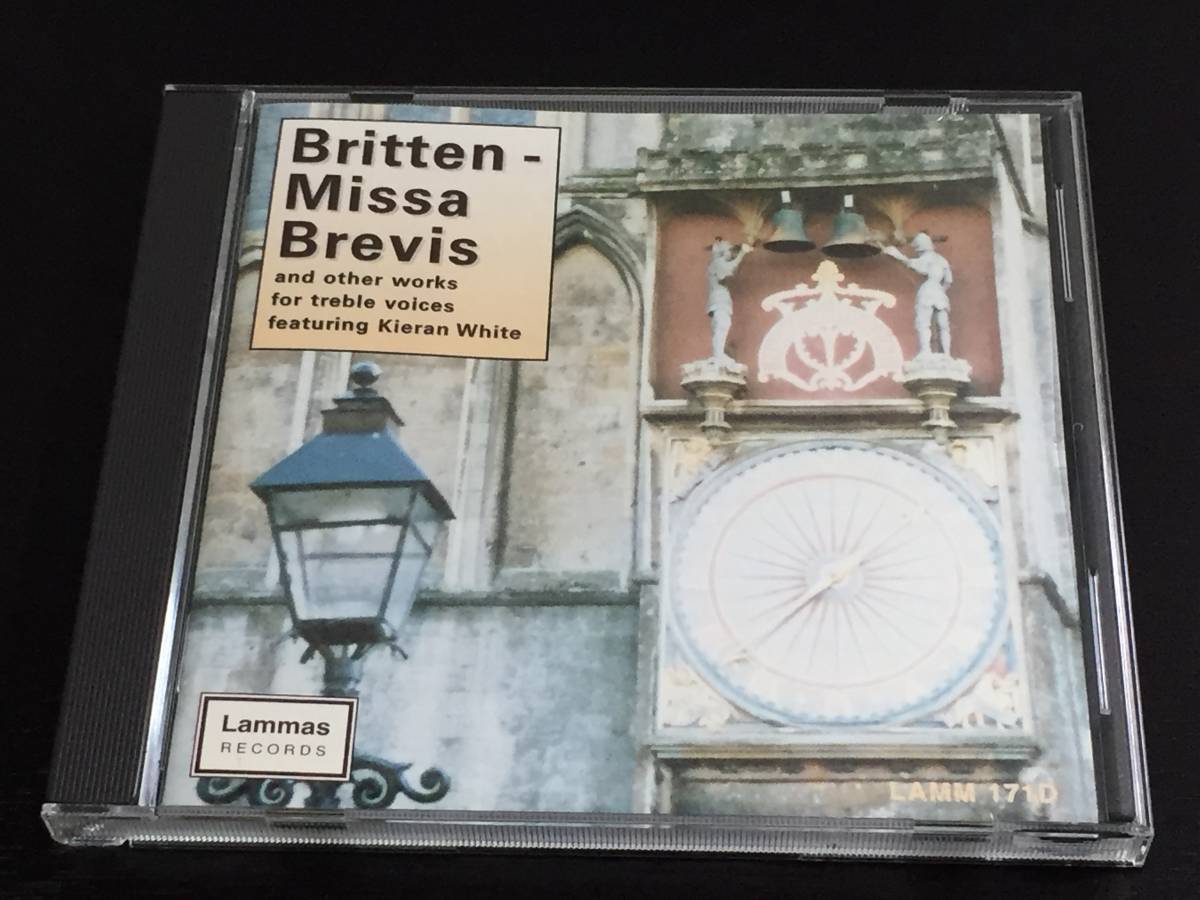 Britten -
Missa
Brevis
and other works
for treble voices
featuring Kieran White
Lammas
RECORDS
LAMM 171D